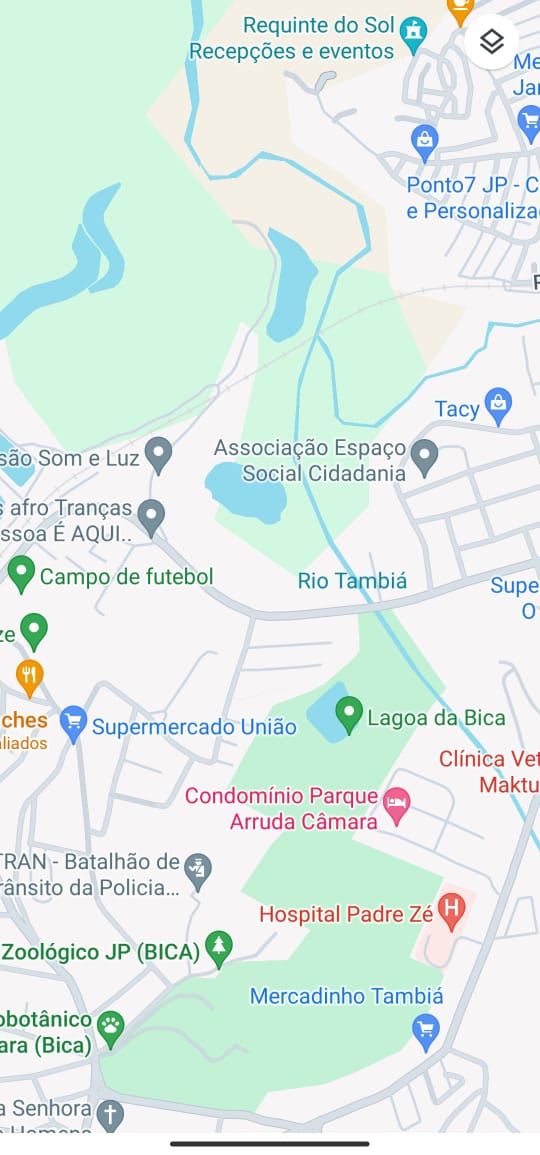 Requinte do Sol
Recepções e eventos
Me
Jar
Ponto7 JP - C
e Personaliza
Tacy
são Som e Luz
Associação Espaço
Social Cidadania
s afro Tranças
ssoa É AQUI..
Campo de futebol
Rio Tambiá
Supe
O
ze
ches
aliados
Supermercado União
Lagoa da Bica
Clínica Vet
Maktu
Condomínio Parque
Arruda Câmara
TRAN - Batalhão de
rânsito da Policia...
H
Hospital Padre Zé
Zoológico JP (BICA)
Mercadinho Tambiá
obotânico
ara (Bica)
a Senhora